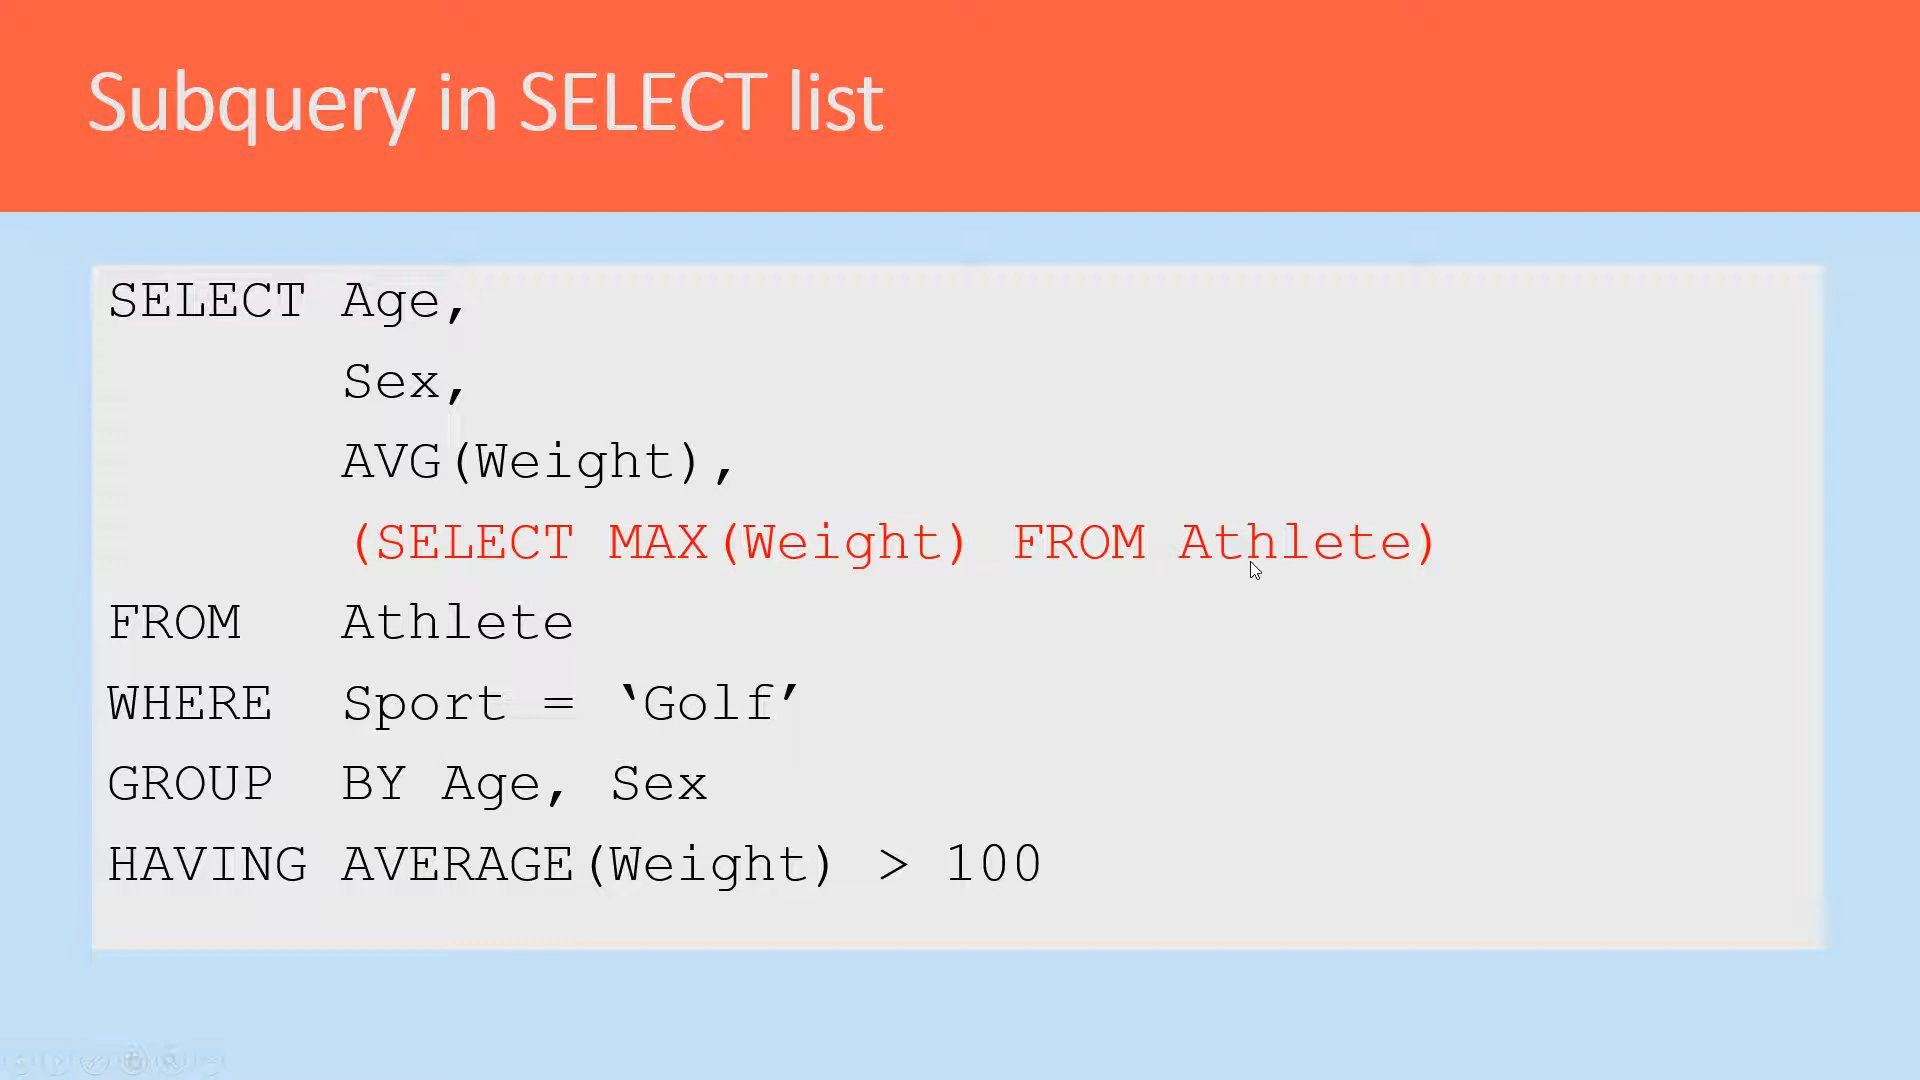 Subquery in SELECT list
SELECT Age,
Sex,
AVG(Weight),
(SELECT MAX(Weight) FROM Athlete)
FROM Athlete
WHERE Sport = ‘Golf’
GROUP BY Age, Sex
HAVING AVERAGE(Weight) > 100